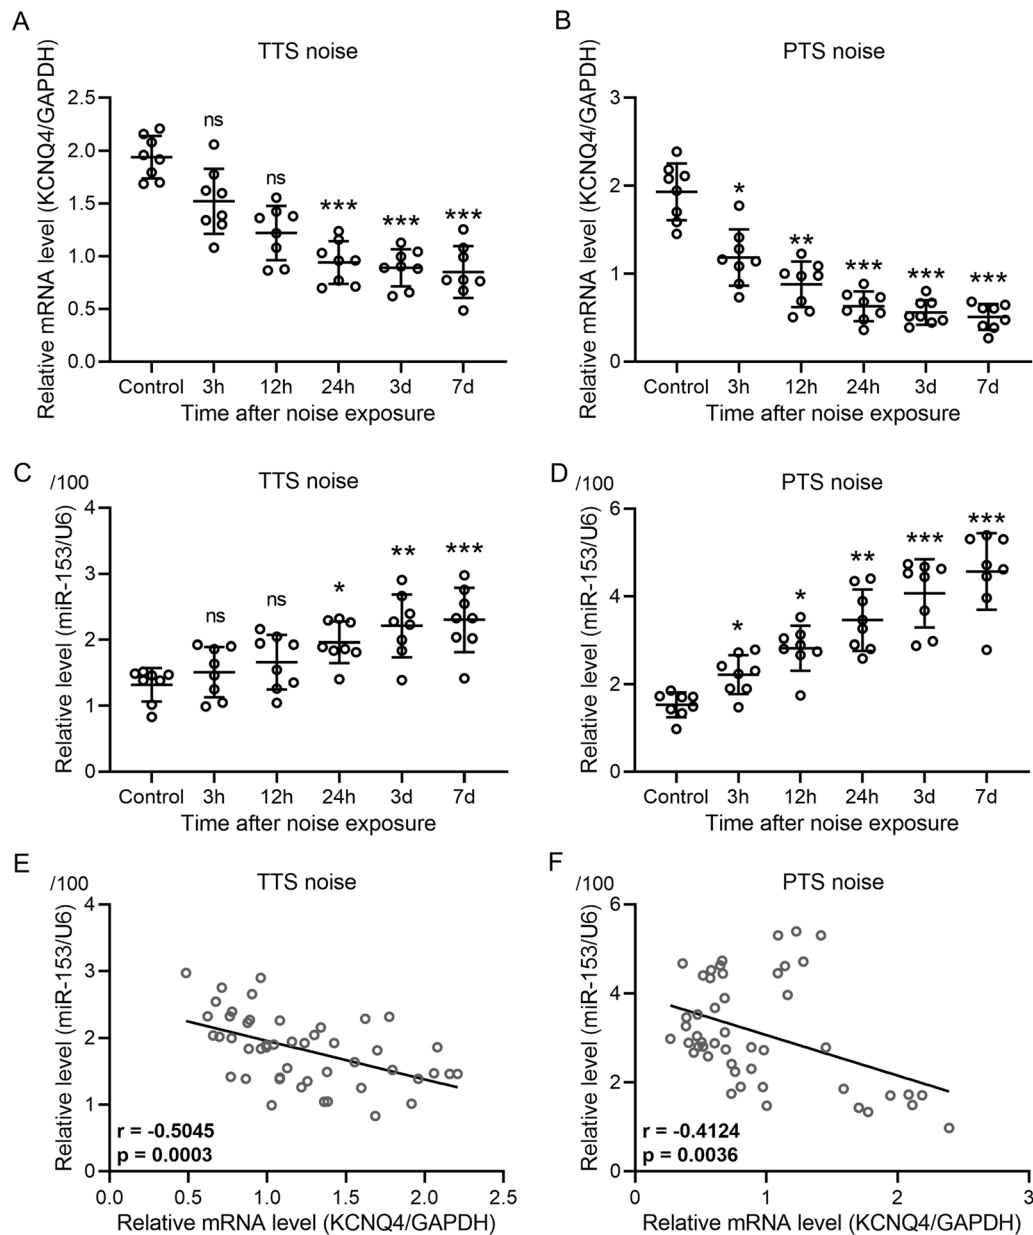 A
TTS noise
Relative mRNA level (KCNQ4/GAPDH)
2.5
2.0
1.5
1.0
0.5
0.0
ns
ns
***
***
***
Control 3h 12h 24h 3d 7d
Time after noise exposure
B
PTS noise
Relative mRNA level (KCNQ4/GAPDH)
3
2
1
0
*
**
***
***
***
Control 3h 12h 24h 3d 7d
Time after noise exposure
C
/100
TTS noise
Relative level (miR-153/U6)
4
3
2
1
0
ns
ns
*
**
***
Control 3h 12h 24h 3d 7d
Time after noise exposure
D
/100
PTS noise
Relative level (miR-153/U6)
6
4
2
0
*
*
**
***
***
Control 3h 12h 24h 3d 7d
Time after noise exposure
E
/100
TTS noise
Relative level (miR-153/U6)
4
3
2
1
0
r = -0.5045
p = 0.0003
0.0 0.5 1.0 1.5 2.0 2.5
Relative mRNA level (KCNQ4/GAPDH)
F
/100
PTS noise
Relative level (miR-153/U6)
6
4
2
0
r = -0.4124
p = 0.0036
0 1 2 3
Relative mRNA level (KCNQ4/GAPDH)